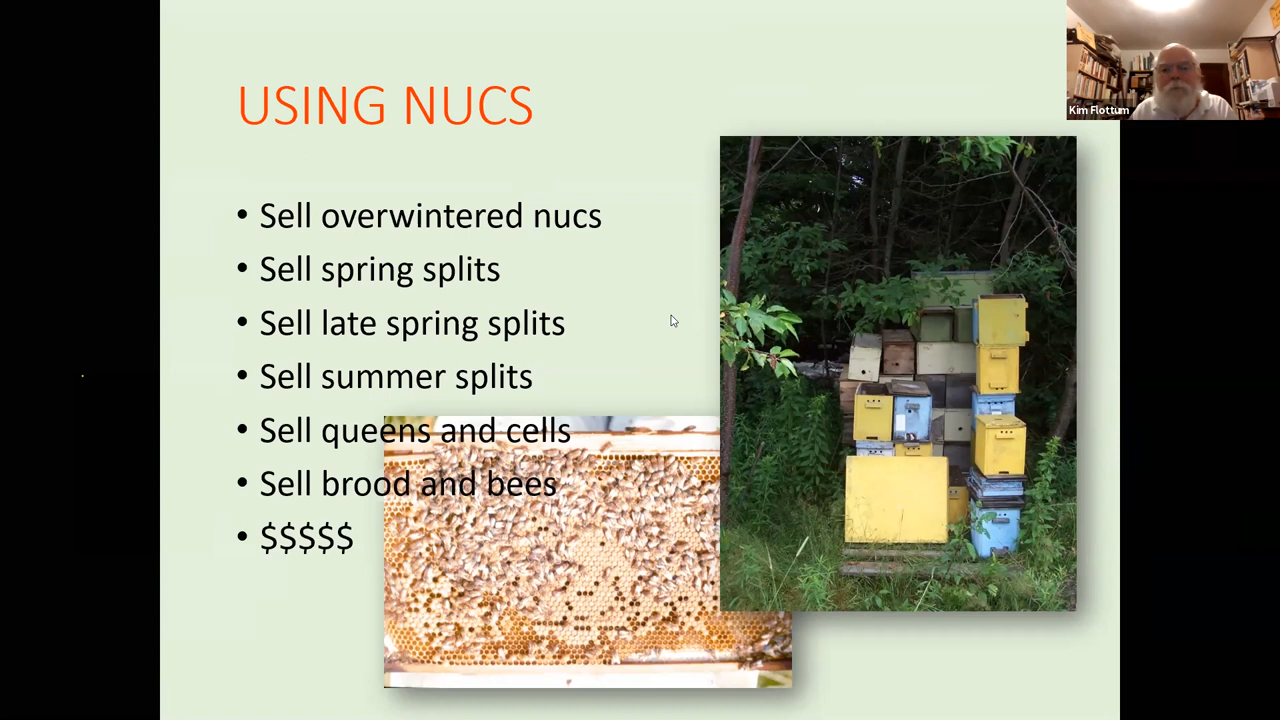 Kim Flottum
USING NUCS
• Sell overwintered nucs
• Sell spring splits
• Sell late spring splits
• Sell summer splits
• Sell queens and cells
• Sell brood and bees
• $$$$$